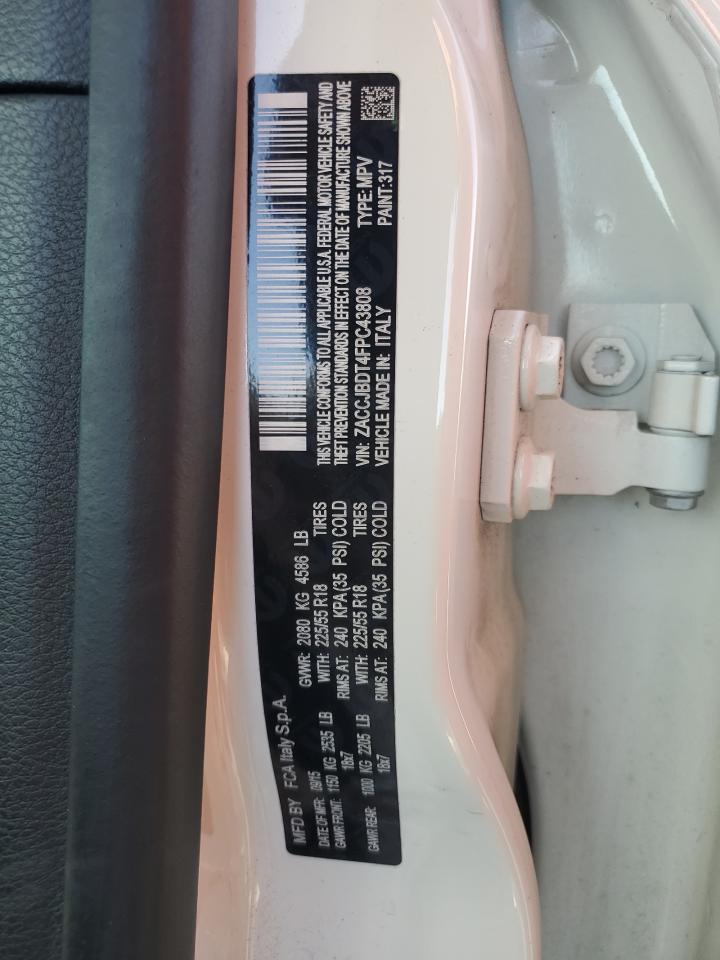 MFD BY FCA Italy S.p.A.
DATE OF MFR: 09/15 GVWR: 2080 KG 4586 LB
GAWR FRONT: 1150 KG 2535 LB WITH: 225/55 R18 TIRES
18x7 RIMS AT: 240 KPA(35 PSI) COLD
GAWR REAR: 1000 KG 2205 LB WITH: 225/55 R18 TIRES
18x7 RIMS AT: 240 KPA(35 PSI) COLD
THIS VEHICLE CONFORMS TO ALL APPLICABLE U.S.A. FEDERAL MOTOR VEHICLE SAFETY AND
THEFT PREVENTION STANDARDS IN EFFECT ON THE DATE OF MANUFACTURE SHOWN ABOVE
VIN: ZACCJBDT4FPC43808 TYPE: MPV
VEHICLE MADE IN: ITALY PAINT: 317